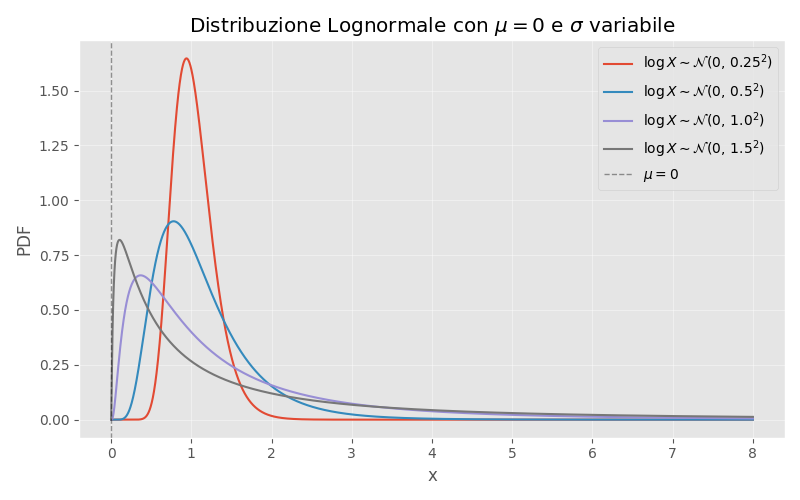 Distribuzione Lognormale con μ = 0 e σ variabile
log X ~ 𝒩(0, 0.25²)
log X ~ 𝒩(0, 0.5²)
log X ~ 𝒩(0, 1.0²)
log X ~ 𝒩(0, 1.5²)
μ = 0
PDF
1.50
1.25
1.00
0.75
0.50
0.25
0.00
0 1 2 3 4 5 6 7 8
x